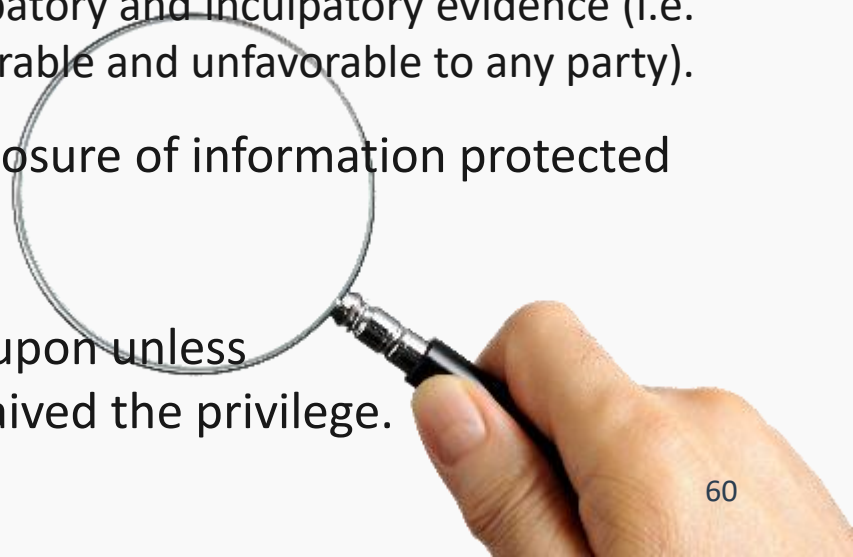 patory and inculpatory evidence (i.e.
rable and unfavorable to any party).
osure of information protected
upon unless
aived the privilege.
60